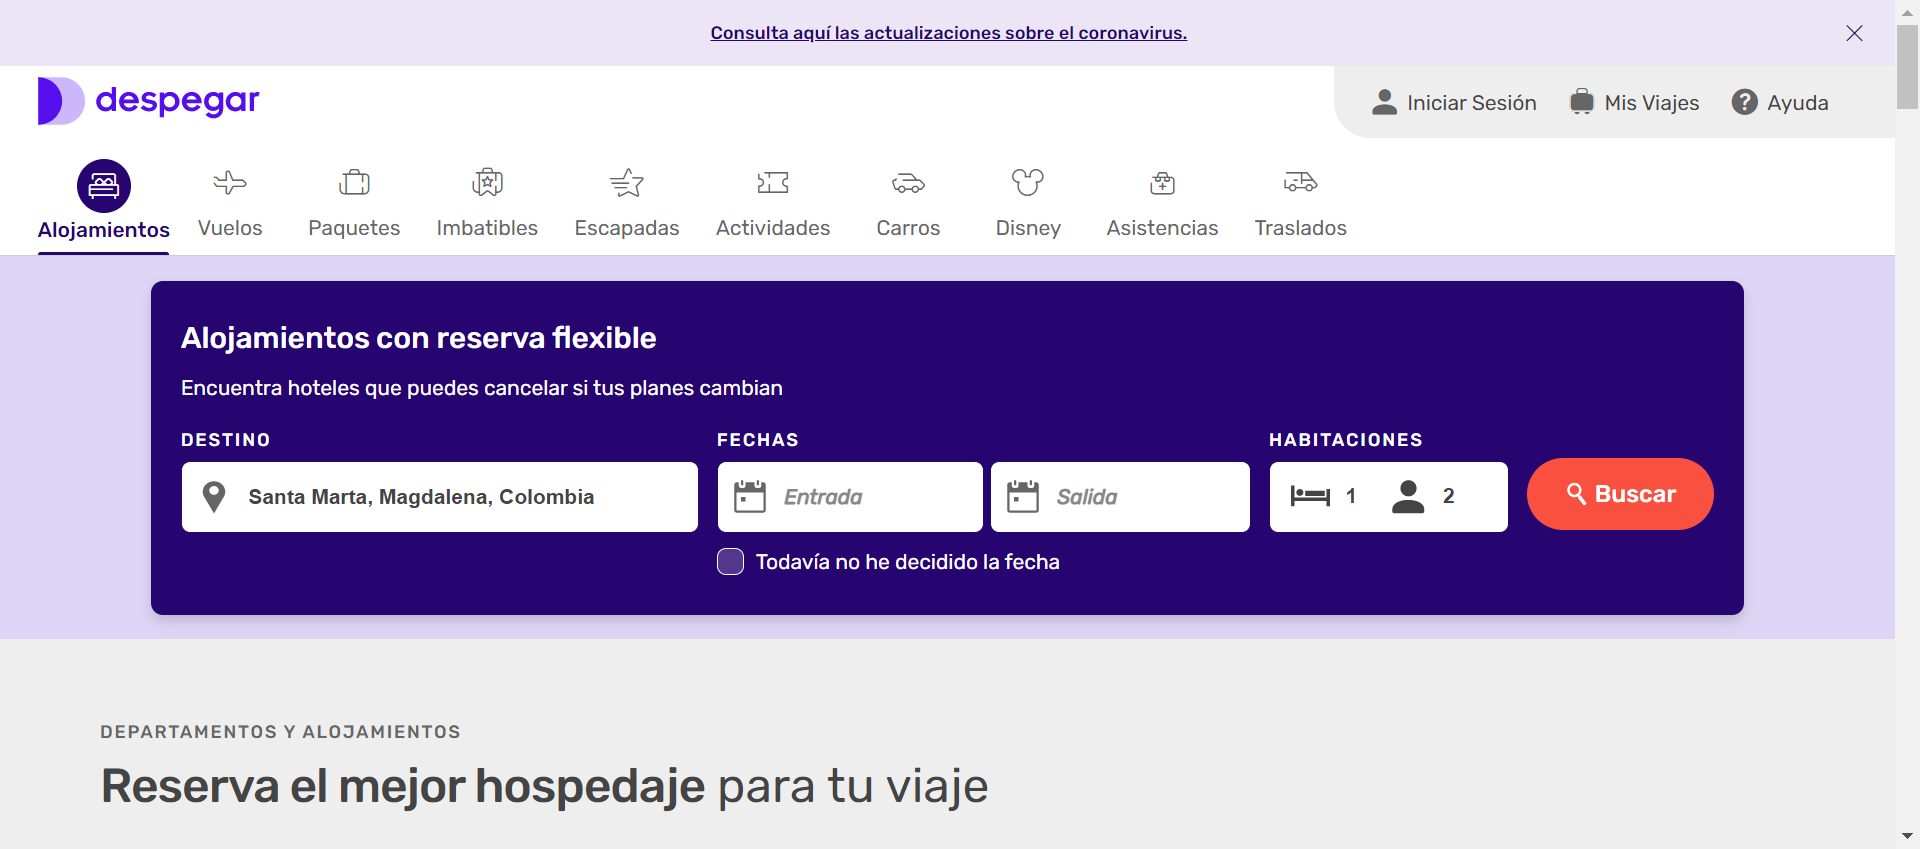 Consulta aquí las actualizaciones sobre el coronavirus.
despegar
Iniciar Sesión
Mis Viajes
Ayuda
Alojamientos
Vuelos
Paquetes
Imbatibles
Escapadas
Actividades
Carros
Disney
Asistencias
Traslados
Alojamientos con reserva flexible
Encuentra hoteles que puedes cancelar si tus planes cambian
DESTINO
FECHAS
HABITACIONES
Santa Marta, Magdalena, Colombia
Entrada
Salida
1
2
Buscar
Todavía no he decidido la fecha
DEPARTAMENTOS Y ALOJAMIENTOS
Reserva el mejor hospedaje para tu viaje